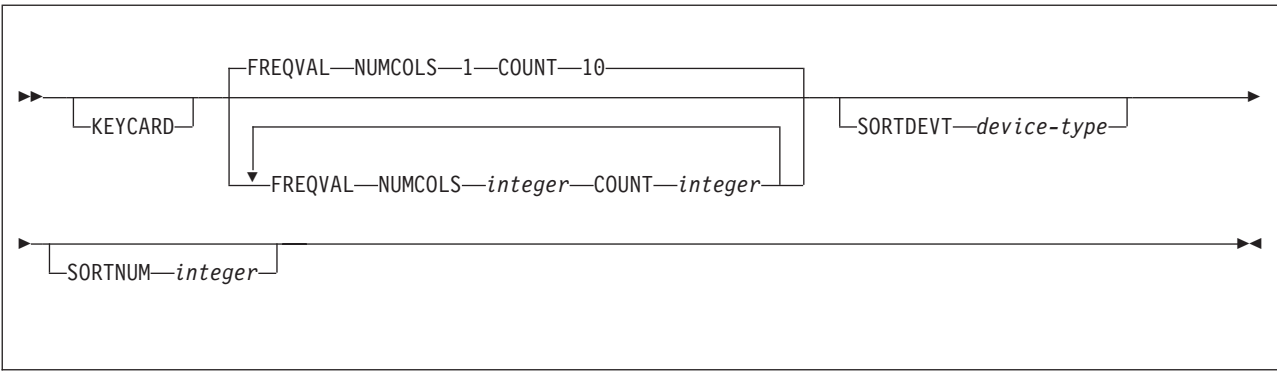 FREQVAL—NUMCOLS—1—COUNT—10
KEYCARD
SORTDEVT—device-type
FREQVAL—NUMCOLS—integer—COUNT—integer
SORTNUM—integer